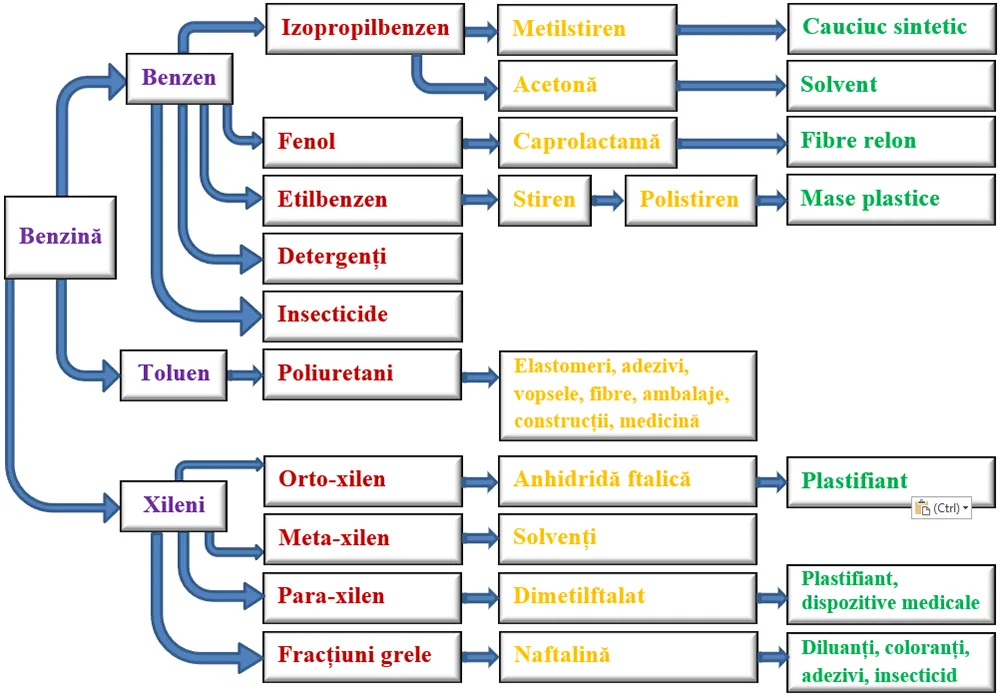 Izopropilbenzen
Metilstiren
Cauciuc sintetic
Benzen
Acetonă
Solvent
Fenol
Caprolactamă
Fibre relon
Etilbenzen
Stiren
Polistiren
Mase plastice
Benzină
Detergenți
Insecticide
Toluen
Poliuretani
Elastomeri, adezivi,
vopsele, fibre, ambalaje,
construcții, medicină
Orto-xilen
Anhidridă ftalică
Plastifiant
(Ctrl)
Xileni
Meta-xilen
Solvenți
Para-xilen
Dimetilftalat
Plastifiant,
dispozitive medicale
Fracțiuni grele
Naftalină
Diluanți, coloranți,
adezivi, insecticid